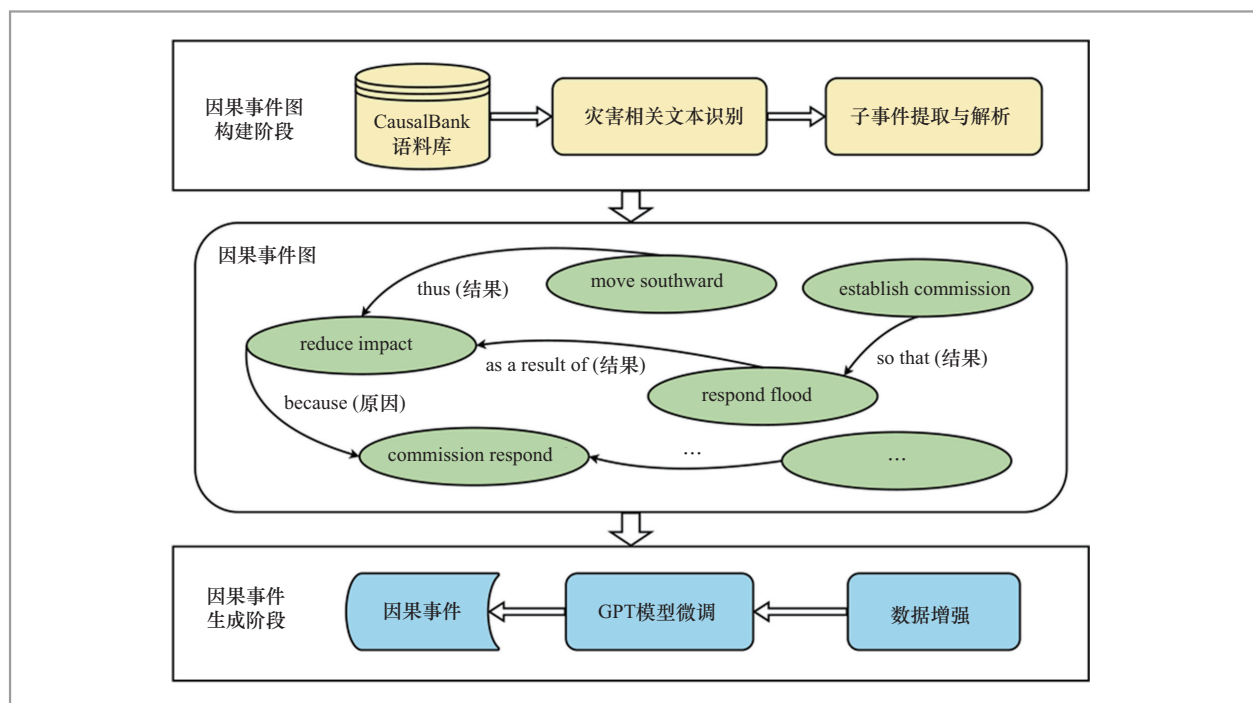 因果事件图
构建阶段
CausalBank
语料库
灾害相关文本识别
子事件提取与解析
因果事件图
move southward
establish commission
thus (结果)
reduce impact
as a result of (结果)
so that (结果)
respond flood
because (原因)
commission respond
…
…
因果事件
生成阶段
因果事件
GPT模型微调
数据增强